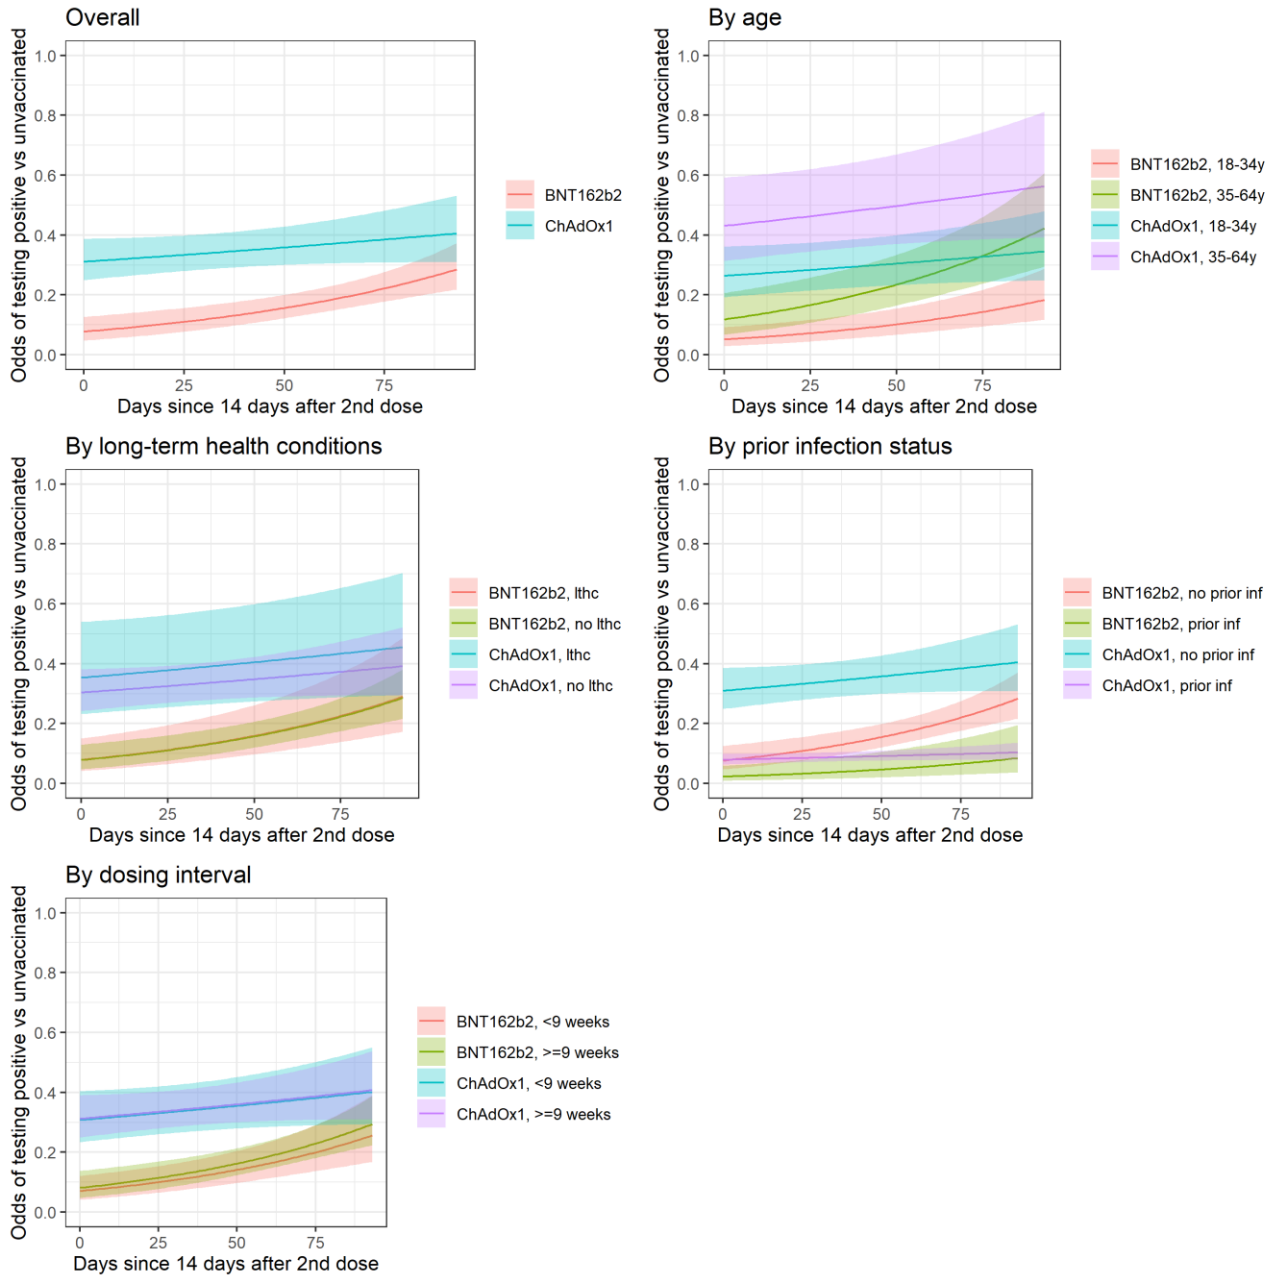 Overall
Odds of testing positive vs unvaccinated
1.0
0.8
0.6
0.4
0.2
0.0
0 25 50 75
Days since 14 days after 2nd dose
BNT162b2
ChAdOx1
By age
Odds of testing positive vs unvaccinated
1.0
0.8
0.6
0.4
0.2
0.0
0 25 50 75
Days since 14 days after 2nd dose
BNT162b2, 18-34y
BNT162b2, 35-64y
ChAdOx1, 18-34y
ChAdOx1, 35-64y
By long-term health conditions
Odds of testing positive vs unvaccinated
1.0
0.8
0.6
0.4
0.2
0.0
0 25 50 75
Days since 14 days after 2nd dose
BNT162b2, lthc
BNT162b2, no lthc
ChAdOx1, lthc
ChAdOx1, no lthc
By prior infection status
Odds of testing positive vs unvaccinated
1.0
0.8
0.6
0.4
0.2
0.0
0 25 50 75
Days since 14 days after 2nd dose
BNT162b2, no prior inf
BNT162b2, prior inf
ChAdOx1, no prior inf
ChAdOx1, prior inf
By dosing interval
Odds of testing positive vs unvaccinated
1.0
0.8
0.6
0.4
0.2
0.0
0 25 50 75
Days since 14 days after 2nd dose
BNT162b2, <9 weeks
BNT162b2, >=9 weeks
ChAdOx1, <9 weeks
ChAdOx1, >=9 weeks